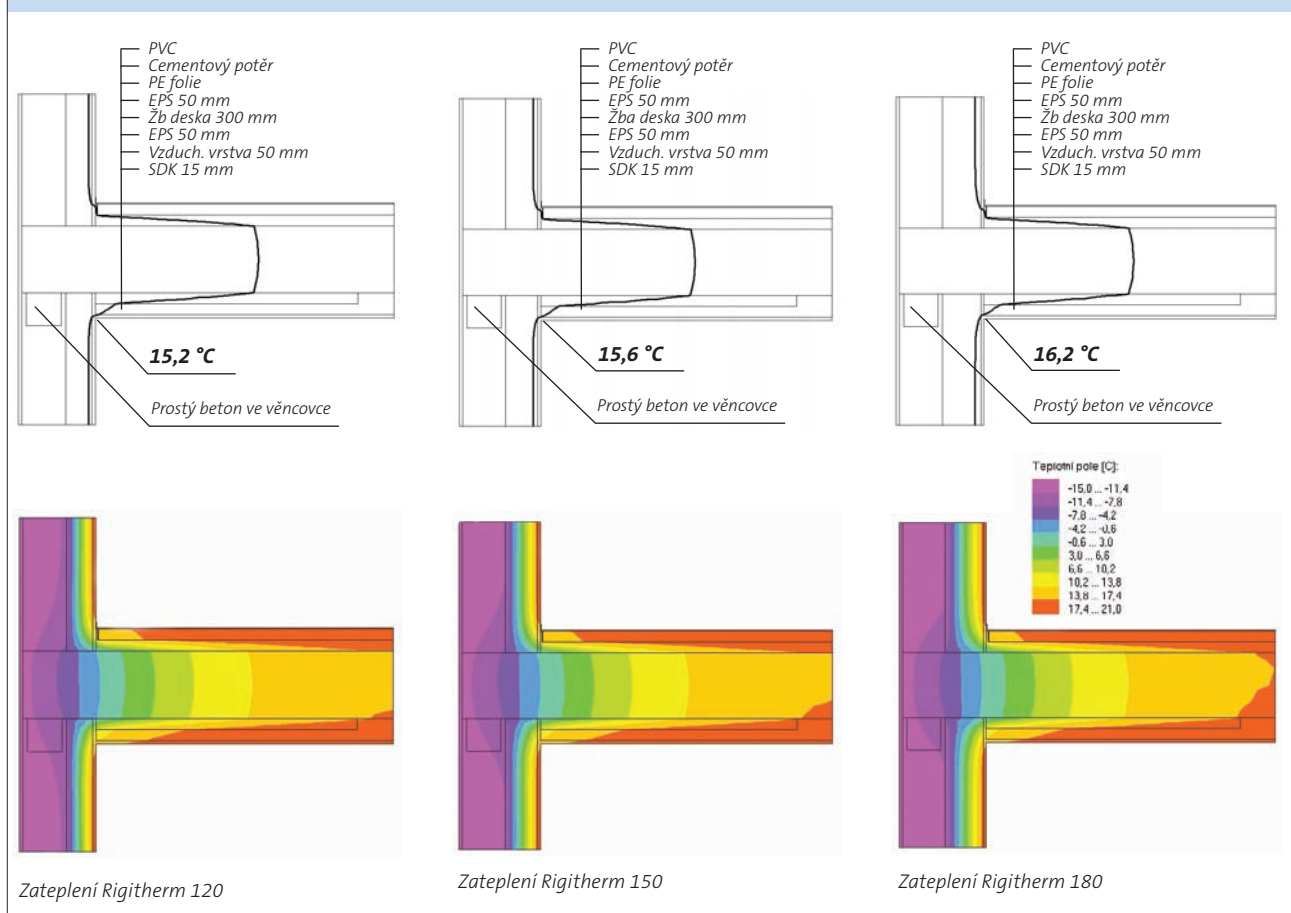 PVC
Cementový potěr
PE folie
EPS 50 mm
Žb deska 300 mm
EPS 50 mm
Vzduch. vrstva 50 mm
SDK 15 mm
15,2 °C
Prostý beton ve věncovce
PVC
Cementový potěr
PE folie
EPS 50 mm
Žba deska 300 mm
EPS 50 mm
Vzduch. vrstva 50 mm
SDK 15 mm
15,6 °C
Prostý beton ve věncovce
PVC
Cementový potěr
PE folie
EPS 50 mm
Žb deska 300 mm
EPS 50 mm
Vzduch. vrstva 50 mm
SDK 15 mm
16,2 °C
Prostý beton ve věncovce
Teplotní pole [C]:
-15,0 ... -11,4
-11,4 ... -7,8
-7,8 ... -4,2
-4,2 ... -0,6
-0,6 ... 3,0
3,0 ... 6,6
6,6 ... 10,2
10,2 ... 13,8
13,8 ... 17,4
17,4 ... 21,0
Zateplení Rigitherm 120
Zateplení Rigitherm 150
Zateplení Rigitherm 180